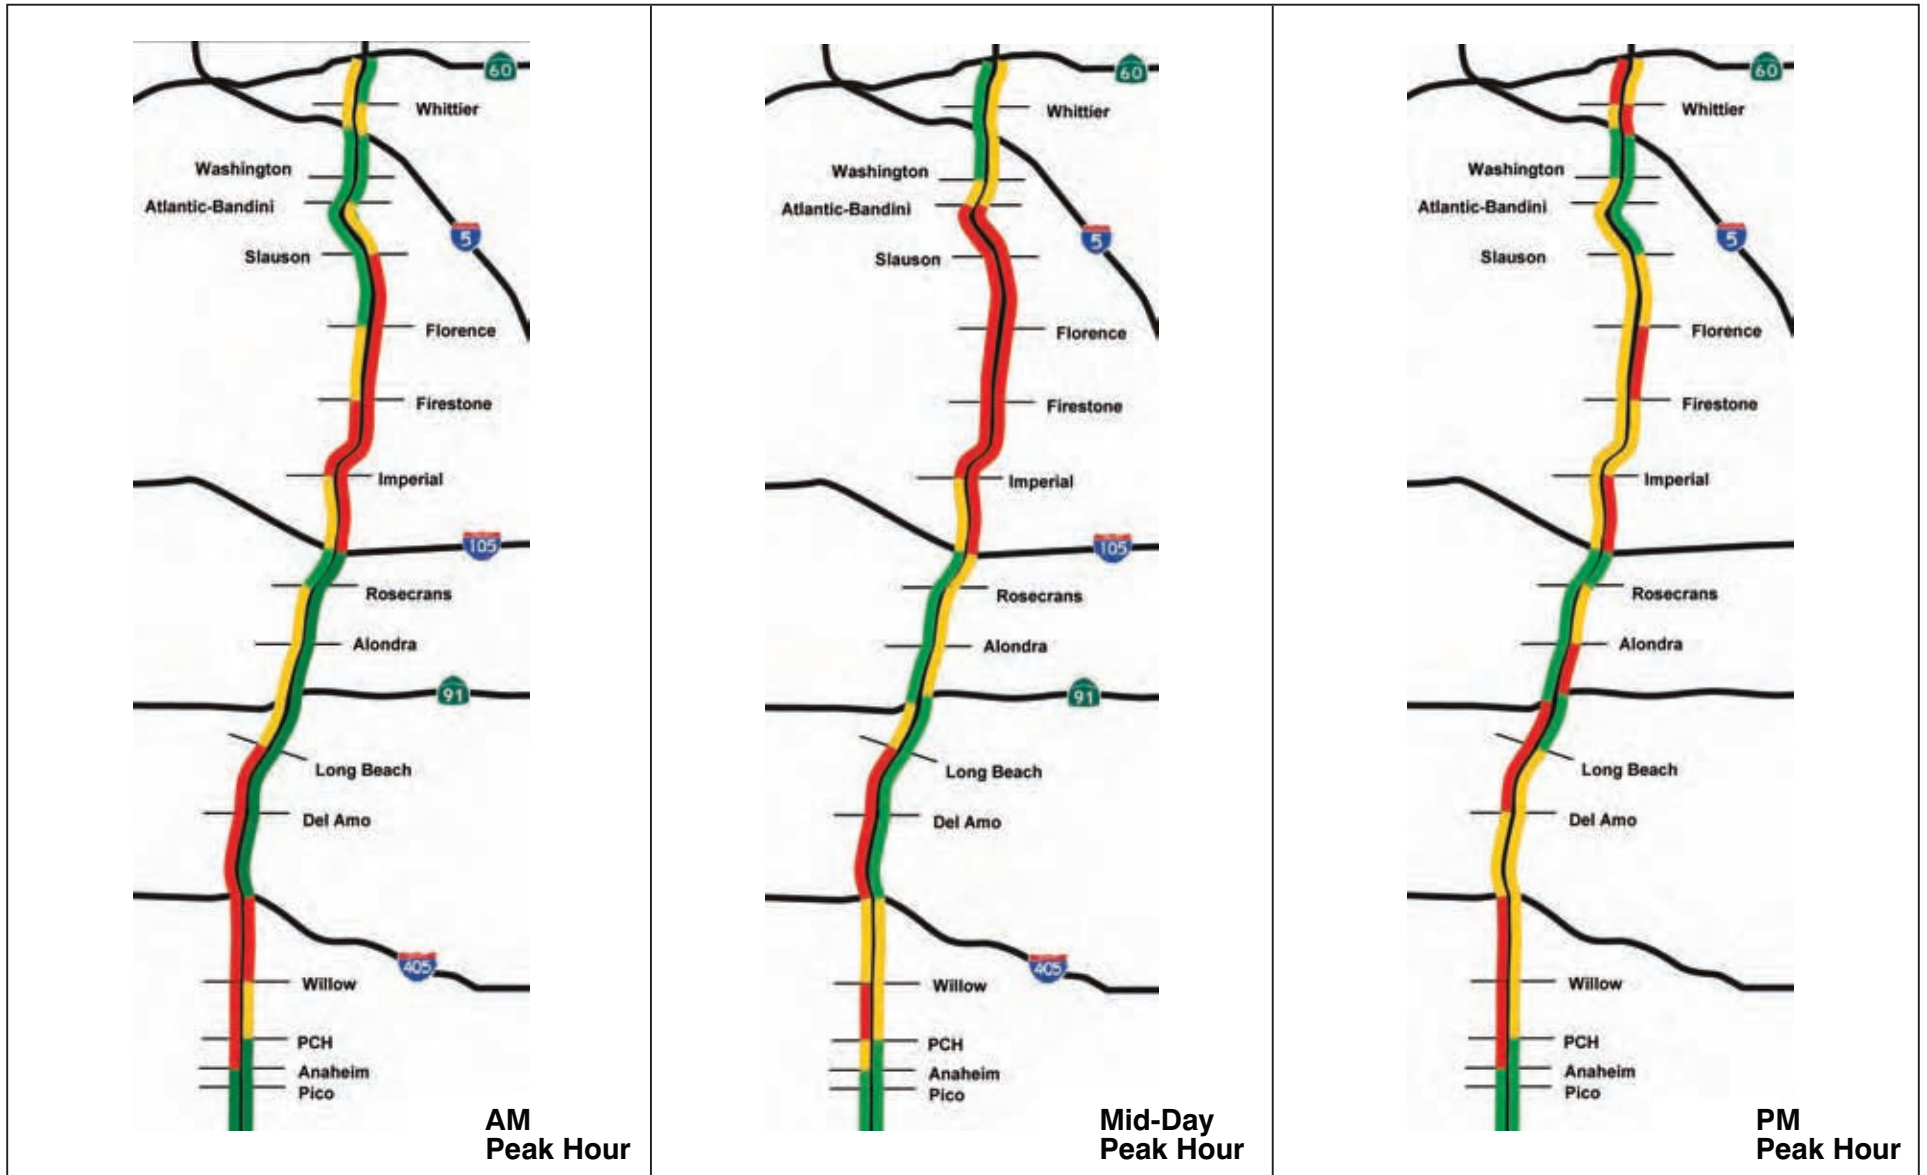 60
Whittier
Washington
Atlantic-Bandini
5
Slauson
Florence
Firestone
Imperial
105
Rosecrans
Alondra
91
Long Beach
Del Amo
405
Willow
PCH
Anaheim
Pico
AM
Peak Hour
60
Whittier
Washington
Atlantic-Bandini
5
Slauson
Florence
Firestone
Imperial
105
Rosecrans
Alondra
91
Long Beach
Del Amo
405
Willow
PCH
Anaheim
Pico
Mid-Day
Peak Hour
60
Whittier
Washington
Atlantic-Bandini
5
Slauson
Florence
Firestone
Imperial
Rosecrans
Alondra
Long Beach
Del Amo
Willow
PCH
Anaheim
Pico
PM
Peak Hour